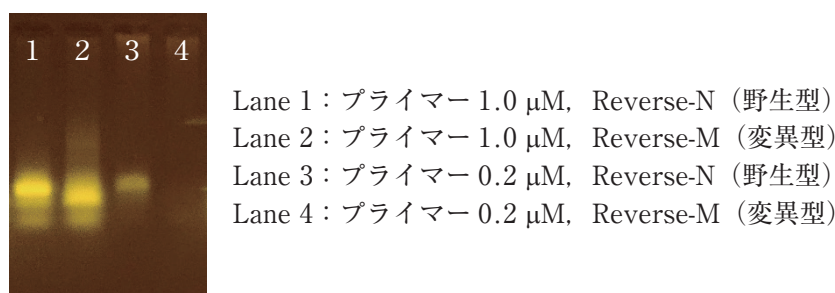 1 2 3 4
Lane 1：プライマー 1.0 μM, Reverse-N（野生型）
Lane 2：プライマー 1.0 μM, Reverse-M（変異型）
Lane 3：プライマー 0.2 μM, Reverse-N（野生型）
Lane 4：プライマー 0.2 μM, Reverse-M（変異型）